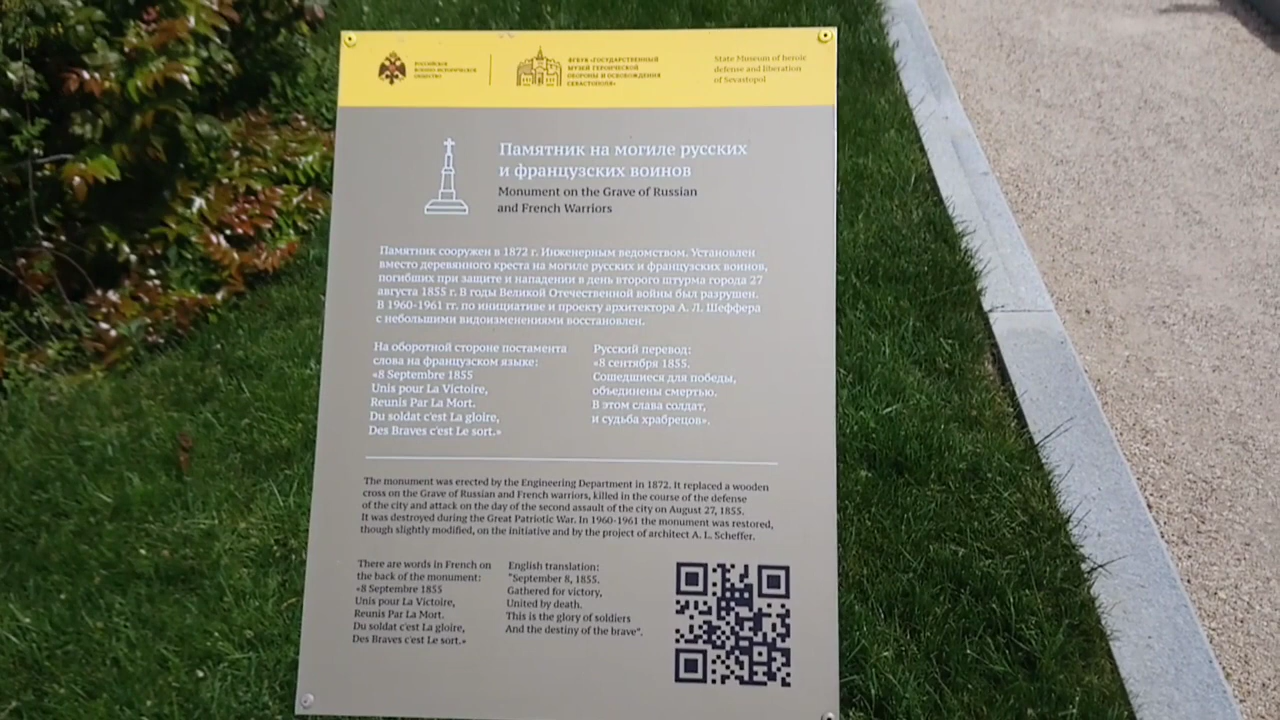 РОССИЙСКОЕ
ВОЕННО-ИСТОРИЧЕСКОЕ
ОБЩЕСТВО
ФГБУК «ГОСУДАРСТВЕННЫЙ
МУЗЕЙ ГЕРОИЧЕСКОЙ
ОБОРОНЫ И ОСВОБОЖДЕНИЯ
СЕВАСТОПОЛЯ»
State Museum of heroic
defense and liberation
of Sevastopol
Памятник на могиле русских
и французских воинов
Monument on the Grave of Russian
and French Warriors
Памятник сооружен в 1872 г. Инженерным ведомством. Установлен
вместо деревянного креста на могиле русских и французских воинов,
погибших при защите и нападении в день второго штурма города 27
августа 1855 г. В годы Великой Отечественной войны был разрушен.
В 1960-1961 гг. по инициативе и проекту архитектора А. Л. Шеффера
с небольшими видоизменениями восстановлен.
На оборотной стороне постамента
слова на французском языке:
«8 Septembre 1855
Unis pour La Victoire,
Reunis Par La Mort.
Du soldat c'est La gloire,
Des Braves c'est Le sort.»
Русский перевод:
«8 сентября 1855.
Сошедшиеся для победы,
объединены смертью.
В этом слава солдат,
и судьба храбрецов».
The monument was erected by the Engineering Department in 1872. It replaced a wooden
cross on the Grave of Russian and French warriors, killed in the course of the defense
of the city and attack on the day of the second assault of the city on August 27, 1855.
It was destroyed during the Great Patriotic War. In 1960-1961 the monument was restored,
though slightly modified, on the initiative and by the project of architect A. L. Scheffer.
There are words in French on
the back of the monument:
«8 Septembre 1855
Unis pour La Victoire,
Reunis Par La Mort.
Du soldat c'est La gloire,
Des Braves c'est Le sort.»
English translation:
"September 8, 1855.
Gathered for victory,
United by death.
This is the glory of soldiers
And the destiny of the brave".